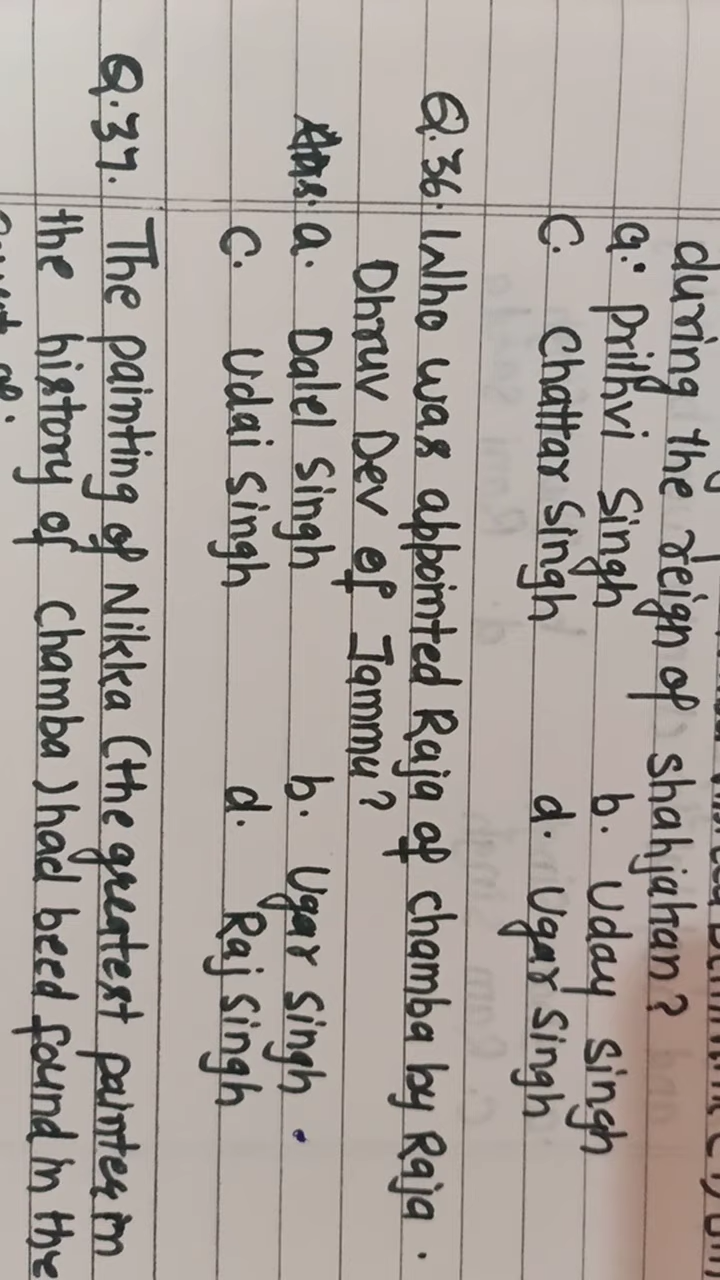 during the reign of shahjahan?
a. prithvi Singh b. Uday Singh
c. Chattar Singh d. Ugar Singh
Q.36. Who was appointed Raja of chamba by Raja.
Dhruv Dev of Jammu?
Ans. a. Dalel Singh b. Ugar Singh.
c. Udai Singh d. Raj Singh
Q.37. The painting of Nikka (the greatest painter in
the history of chamba) had beed found in the